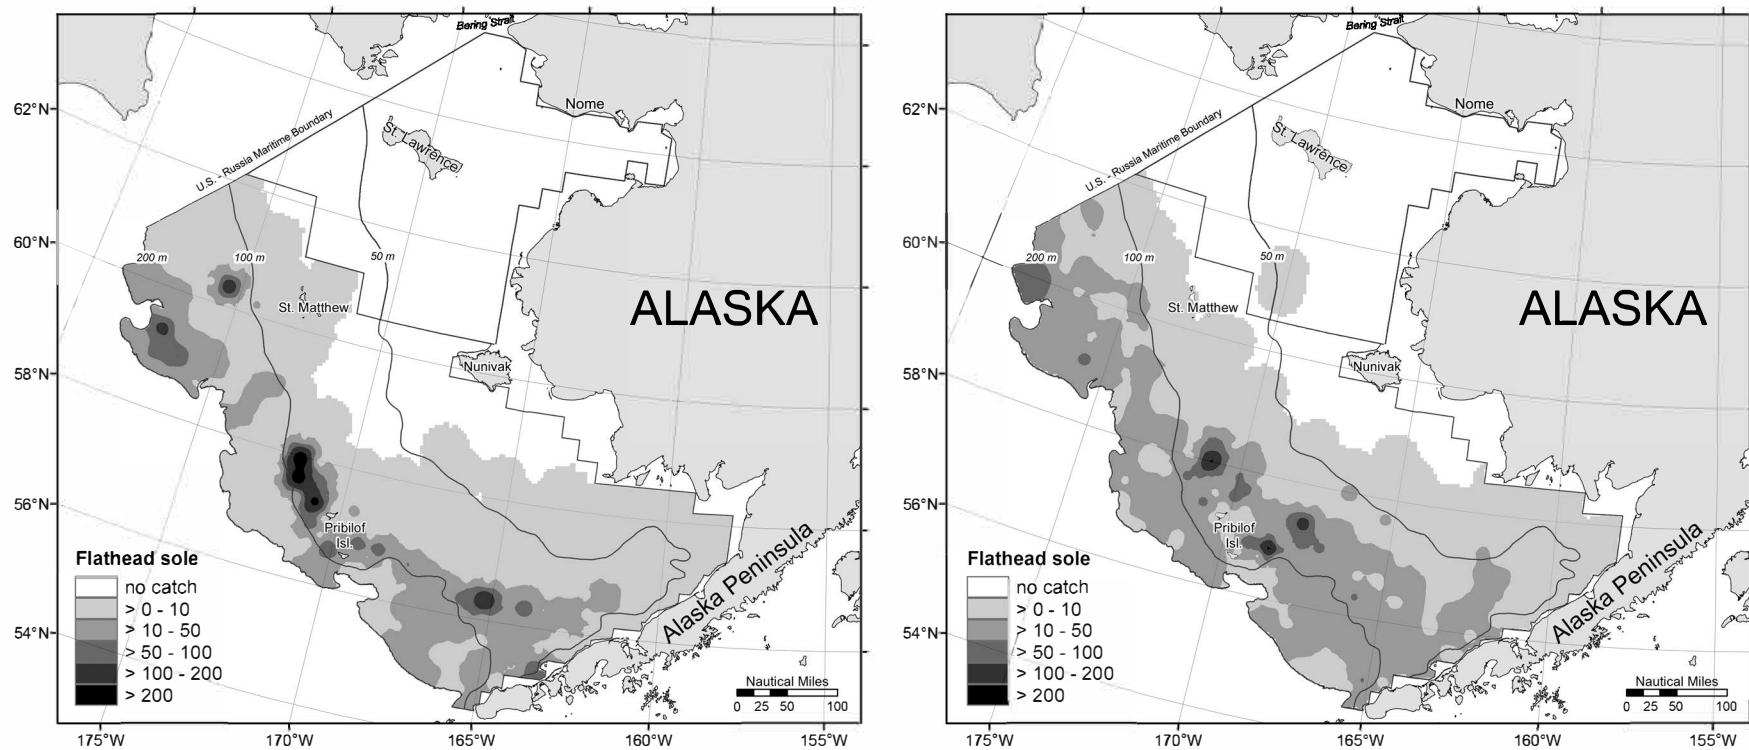 Bering Strait
Nome
62°N
St. Lawrence
U.S. - Russia Maritime Boundary
60°N
200 m
100 m
50 m
St. Matthew
ALASKA
58°N
Nunivak
56°N
Pribilof
Isl.
Alaska Peninsula
Flathead sole
no catch
> 0 - 10
> 10 - 50
54°N
> 50 - 100
> 100 - 200
> 200
Nautical Miles
0 25 50 100
175°W 170°W 165°W 160°W 155°W
Bering Strait
Nome
62°N
St. Lawrence
U.S. - Russia Maritime Boundary
60°N
200 m
100 m
50 m
St. Matthew
ALASKA
58°N
Nunivak
56°N
Pribilof
Isl.
Alaska Peninsula
Flathead sole
no catch
> 0 - 10
> 10 - 50
54°N
> 50 - 100
> 100 - 200
> 200
Nautical Miles
0 25 50 100
175°W 170°W 165°W 160°W 155°W